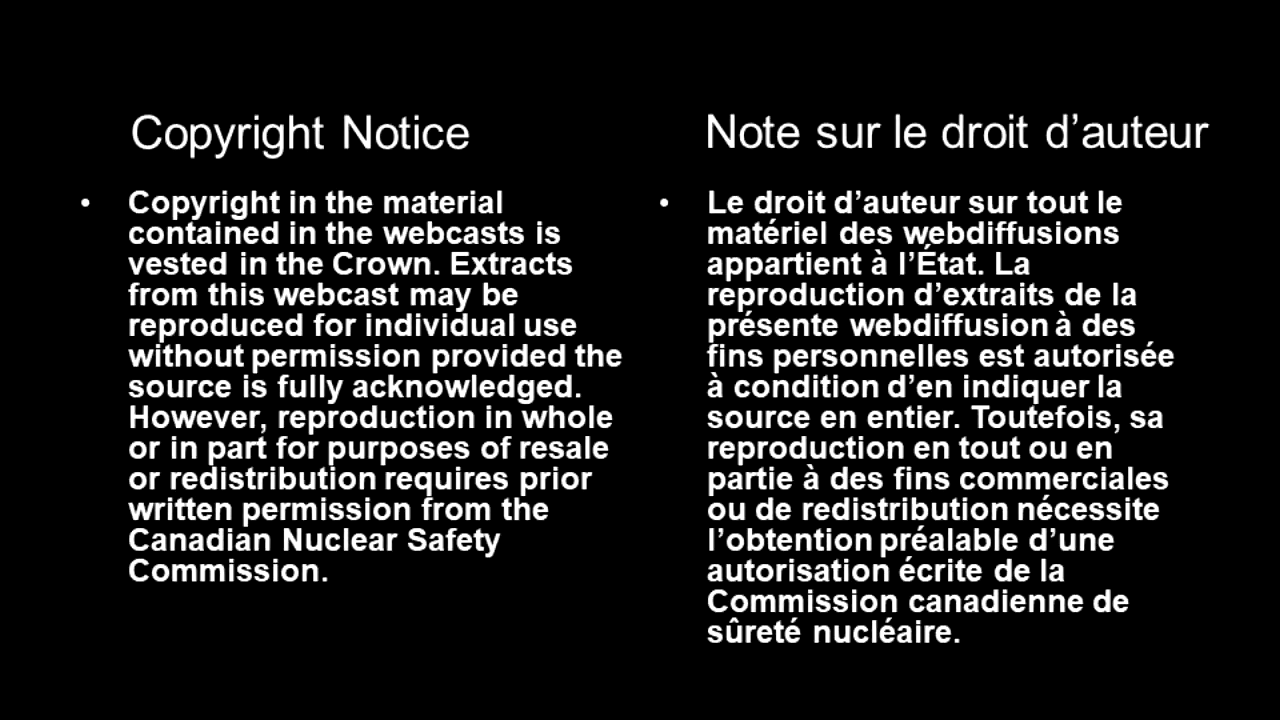 Copyright Notice
• Copyright in the material
contained in the webcasts is
vested in the Crown. Extracts
from this webcast may be
reproduced for individual use
without permission provided the
source is fully acknowledged.
However, reproduction in whole
or in part for purposes of resale
or redistribution requires prior
written permission from the
Canadian Nuclear Safety
Commission.
Note sur le droit d’auteur
• Le droit d’auteur sur tout le
matériel des webdiffusions
appartient à l’État. La
reproduction d’extraits de la
présente webdiffusion à des
fins personnelles est autorisée
à condition d’en indiquer la
source en entier. Toutefois, sa
reproduction en tout ou en
partie à des fins commerciales
ou de redistribution nécessite
l’obtention préalable d’une
autorisation écrite de la
Commission canadienne de
sûreté nucléaire.